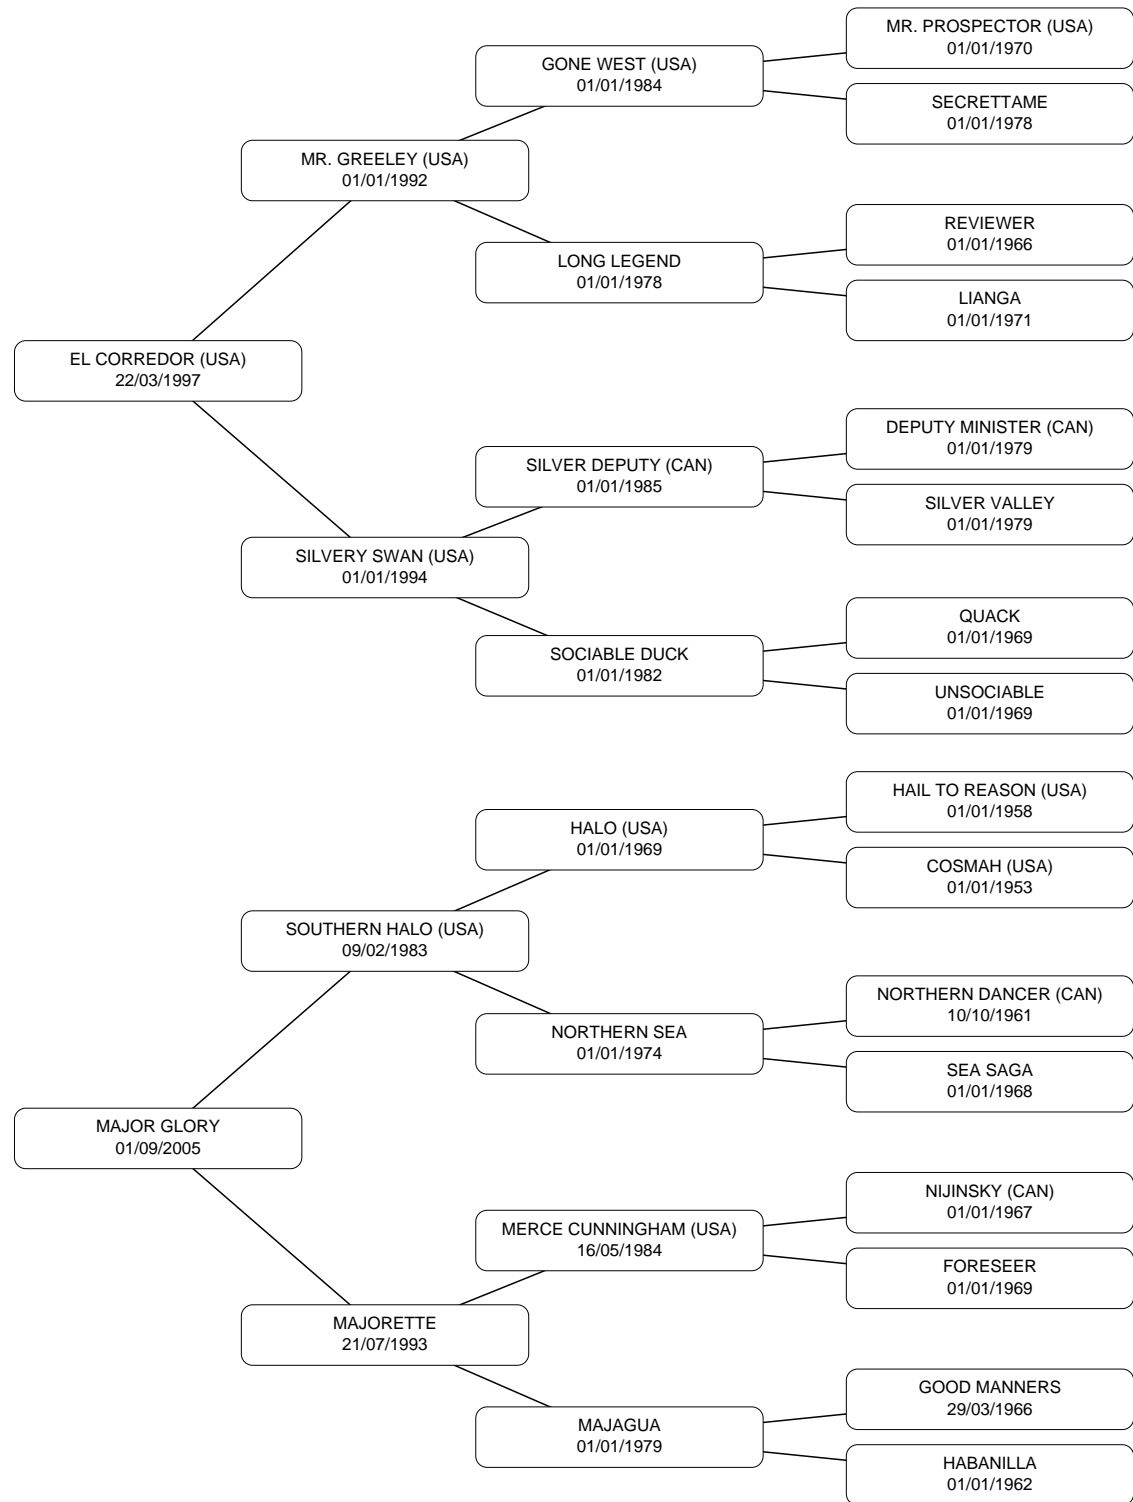 MR. PROSPECTOR (USA)
01/01/1970
GONE WEST (USA)
01/01/1984
SECRETTAME
01/01/1978
MR. GREELEY (USA)
01/01/1992
REVIEWER
01/01/1966
LONG LEGEND
01/01/1978
LIANGA
01/01/1971
EL CORREDOR (USA)
22/03/1997
DEPUTY MINISTER (CAN)
01/01/1979
SILVER DEPUTY (CAN)
01/01/1985
SILVER VALLEY
01/01/1979
SILVERY SWAN (USA)
01/01/1994
QUACK
01/01/1969
SOCIABLE DUCK
01/01/1982
UNSOCIABLE
01/01/1969
HAIL TO REASON (USA)
01/01/1958
HALO (USA)
01/01/1969
COSMAH (USA)
01/01/1953
SOUTHERN HALO (USA)
09/02/1983
NORTHERN DANCER (CAN)
10/10/1961
NORTHERN SEA
01/01/1974
SEA SAGA
01/01/1968
MAJOR GLORY
01/09/2005
NIJINSKY (CAN)
01/01/1967
MERCE CUNNINGHAM (USA)
16/05/1984
FORESEER
01/01/1969
MAJORETTE
21/07/1993
GOOD MANNERS
29/03/1966
MAJAGUA
01/01/1979
HABANILLA
01/01/1962